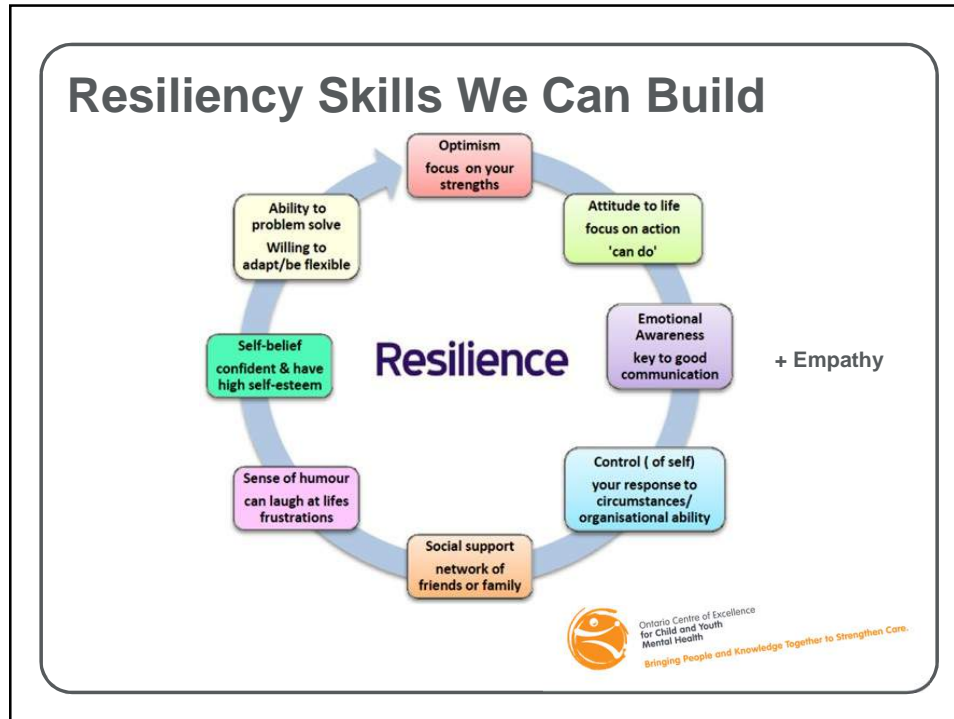 Resiliency Skills We Can Build
Optimism
focus on your
strengths
Attitude to life
focus on action
'can do'
Emotional
Awareness
key to good
communication
+ Empathy
Control ( of self)
your response to
circumstances/
organisational ability
Social support
network of
friends or family
Sense of humour
can laugh at lifes
frustrations
Self-belief
confident & have
high self-esteem
Ability to
problem solve
Willing to
adapt/be flexible
Resilience
Ontario Centre of Excellence
for Child and Youth
Mental Health
Bringing People and Knowledge Together to Strengthen Care.